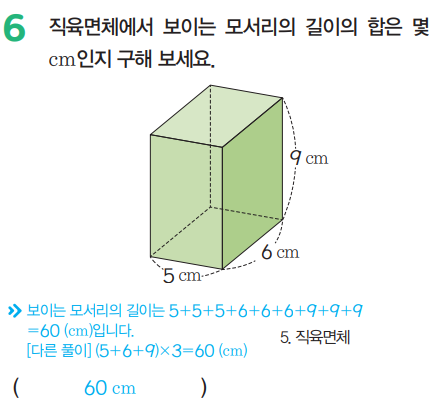 6 직육면체에서 보이는 모서리의 길이의 합은 몇
cm인지 구해 보세요.
9 cm
6 cm
5 cm
» 보이는 모서리의 길이는 5+5+5+6+6+6+9+9+9
=60 (cm)입니다.
[다른 풀이] (5+6+9)×3=60 (cm)
5. 직육면체
( 60 cm )